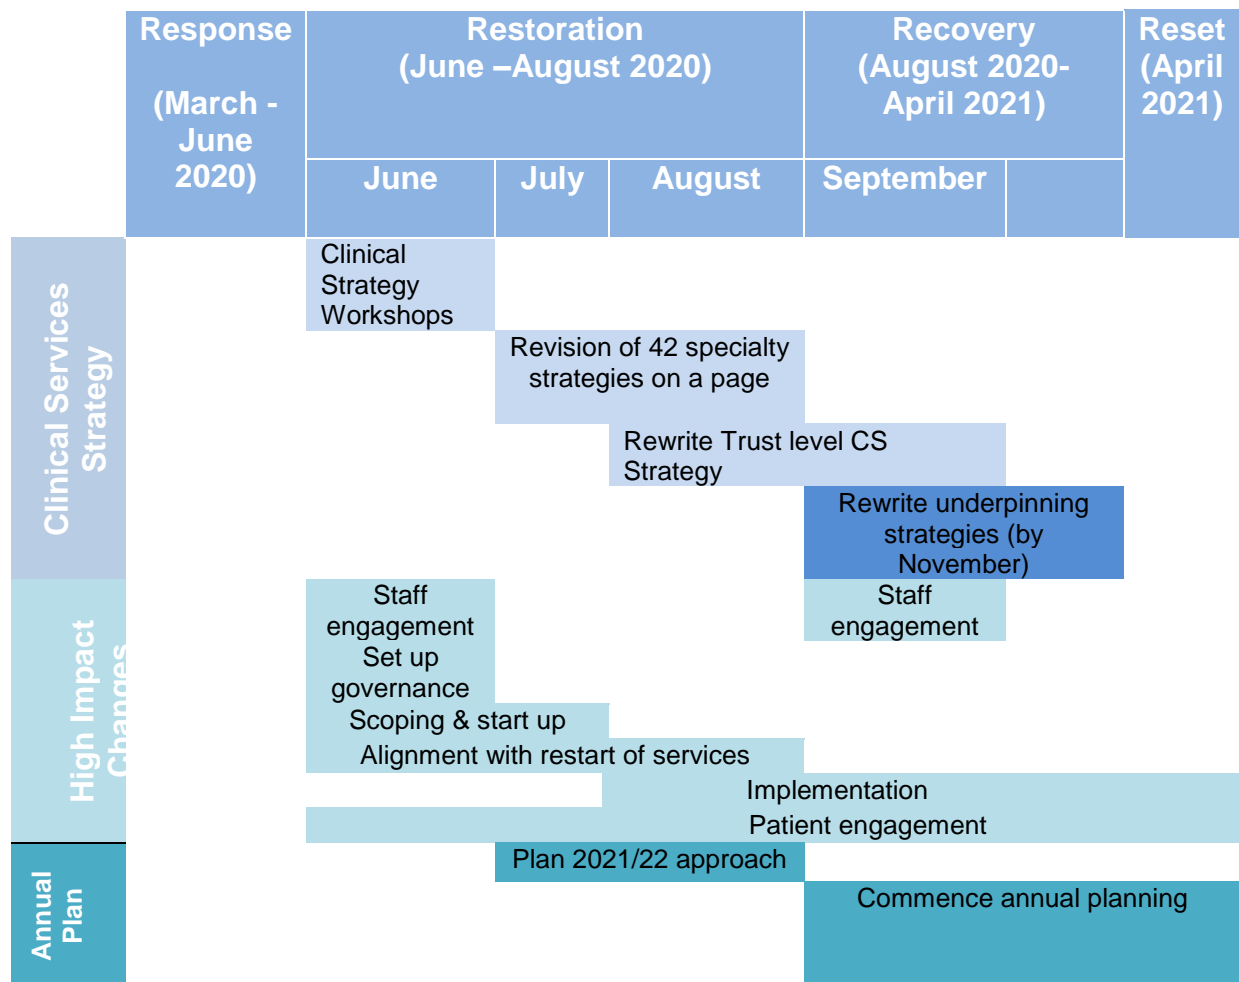 Response
(March -
June
2020)
Restoration
(June –August 2020)
Recovery
(August 2020-
April 2021)
Reset
(April
2021)
June
July
August
September
Clinical Services
Strategy
Clinical
Strategy
Workshops
Revision of 42 specialty
strategies on a page
Rewrite Trust level CS
Strategy
Rewrite underpinning
strategies (by
November)
High Impact
Changes
Staff
engagement
Staff
engagement
Set up
governance
Scoping & start up
Alignment with restart of services
Implementation
Patient engagement
Annual
Plan
Plan 2021/22 approach
Commence annual planning